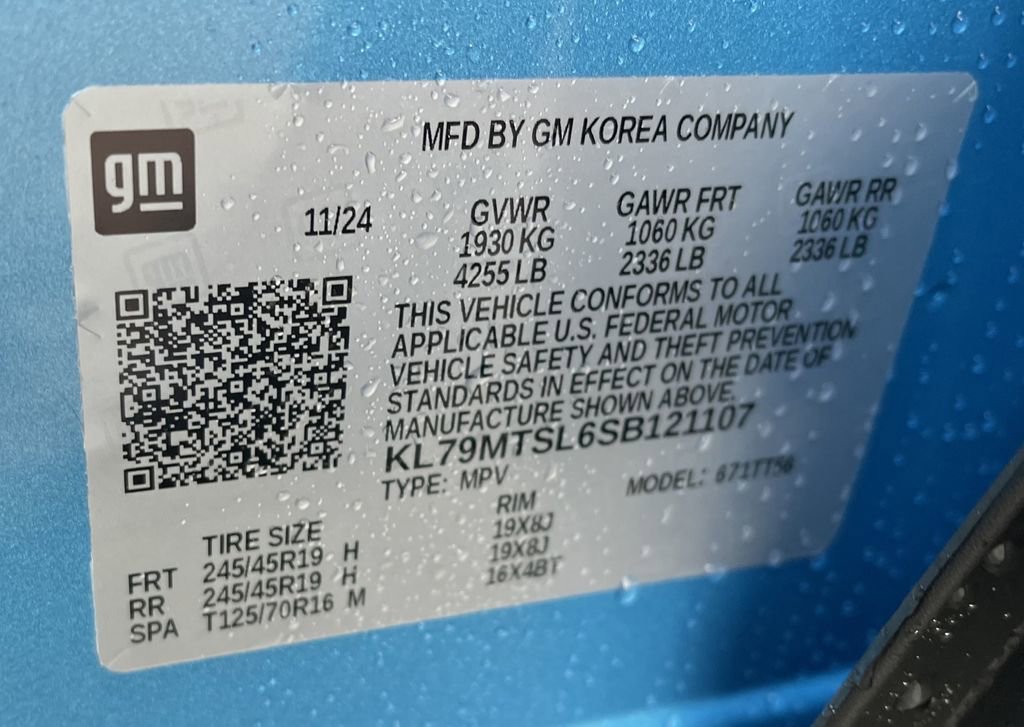 gm
MFD BY GM KOREA COMPANY
11/24
GVWR GAWR FRT GAWR RR
1930 KG 1060 KG 1060 KG
4255 LB 2336 LB 2336 LB
THIS VEHICLE CONFORMS TO ALL
APPLICABLE U.S. FEDERAL MOTOR
VEHICLE SAFETY AND THEFT PREVENTION
STANDARDS IN EFFECT ON THE DATE OF
MANUFACTURE SHOWN ABOVE.
KL79MTSL6SB121107
TYPE: MPV MODEL: 671TT56
TIRE SIZE RIM
FRT 245/45R19 H 19X8J
RR 245/45R19 H 19X8J
SPA T125/70R16 M 16X4BT